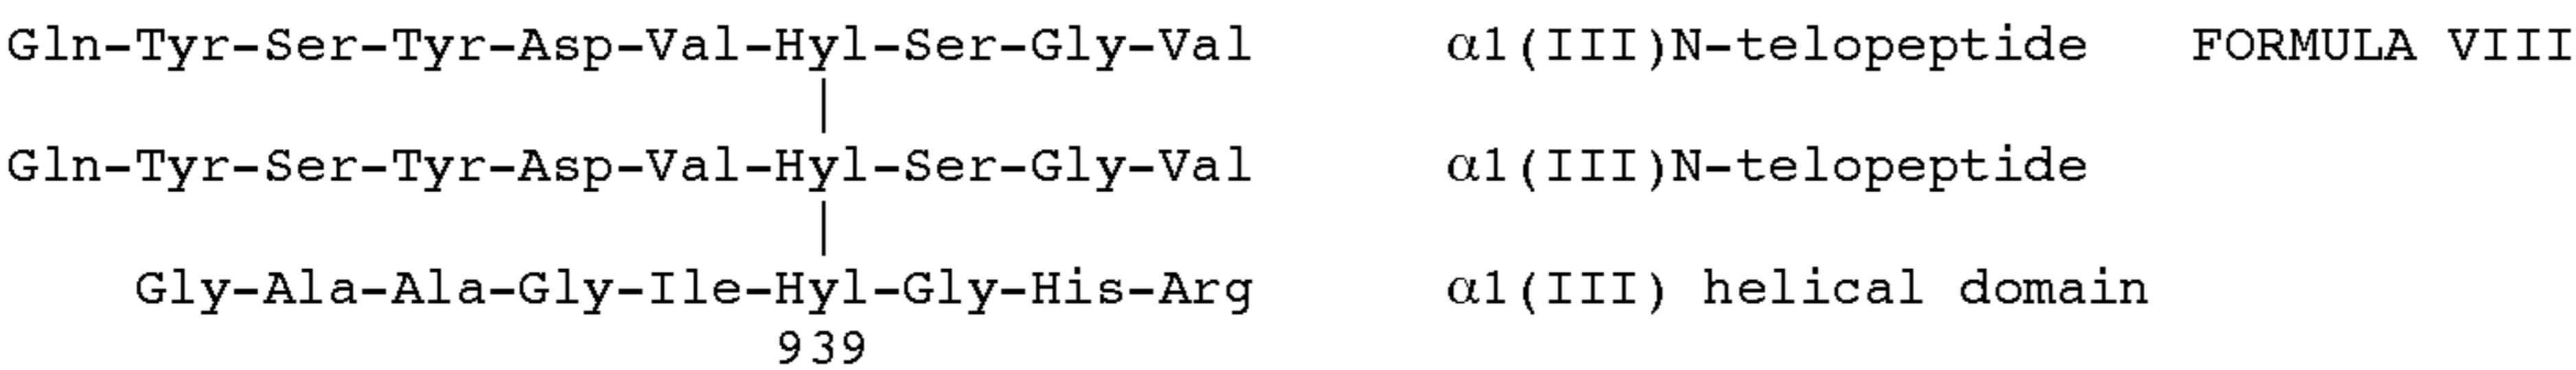 Gln-Tyr-Ser-Tyr-Asp-Val-Hyl-Ser-Gly-Val α1(III)N-telopeptide FORMULA VIII
Gln-Tyr-Ser-Tyr-Asp-Val-Hyl-Ser-Gly-Val α1(III)N-telopeptide
Gly-Ala-Ala-Gly-Ile-Hyl-Gly-His-Arg α1(III) helical domain
939